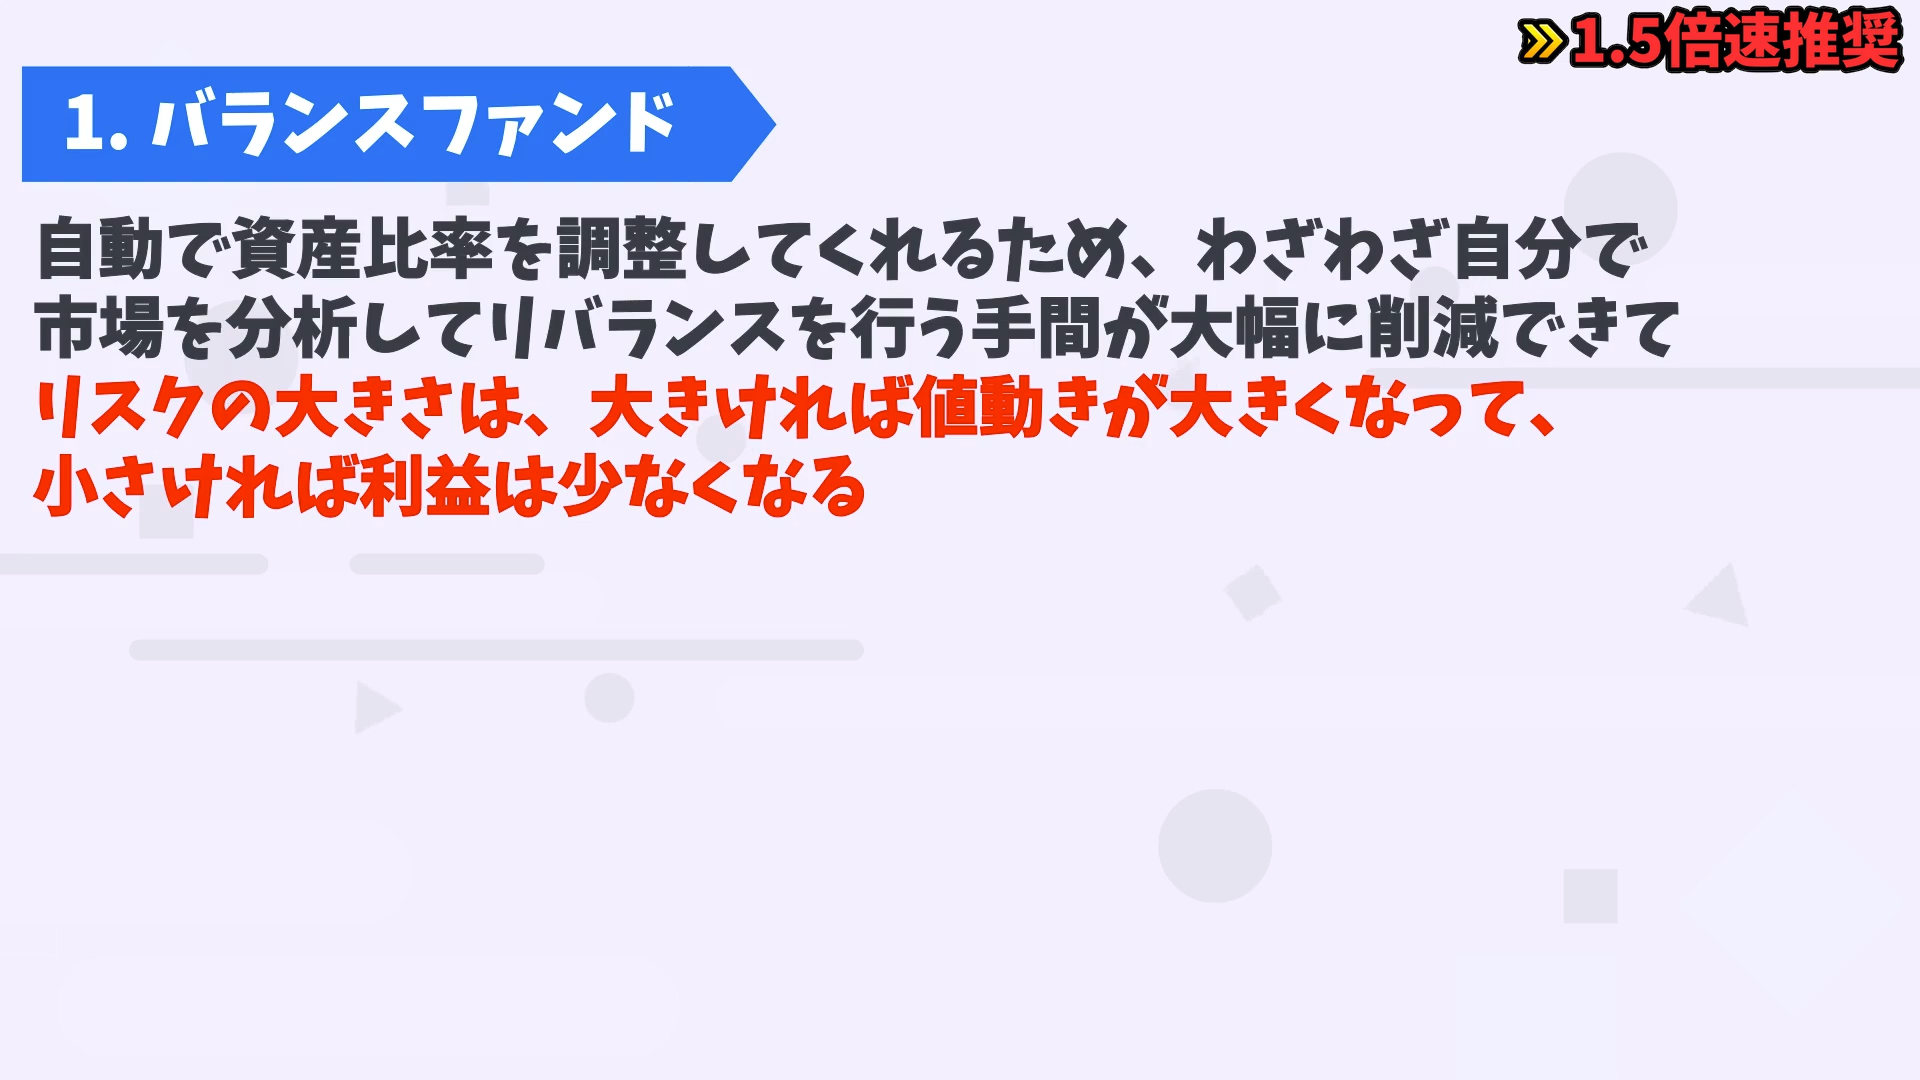 1.5倍速推奨
1. バランスファンド
自動で資産比率を調整してくれるため、わざわざ自分で
市場を分析してリバランスを行う手間が大幅に削減できて
リスクの大きさは、大きければ値動きが大きくなって、
小さければ利益は少なくなる